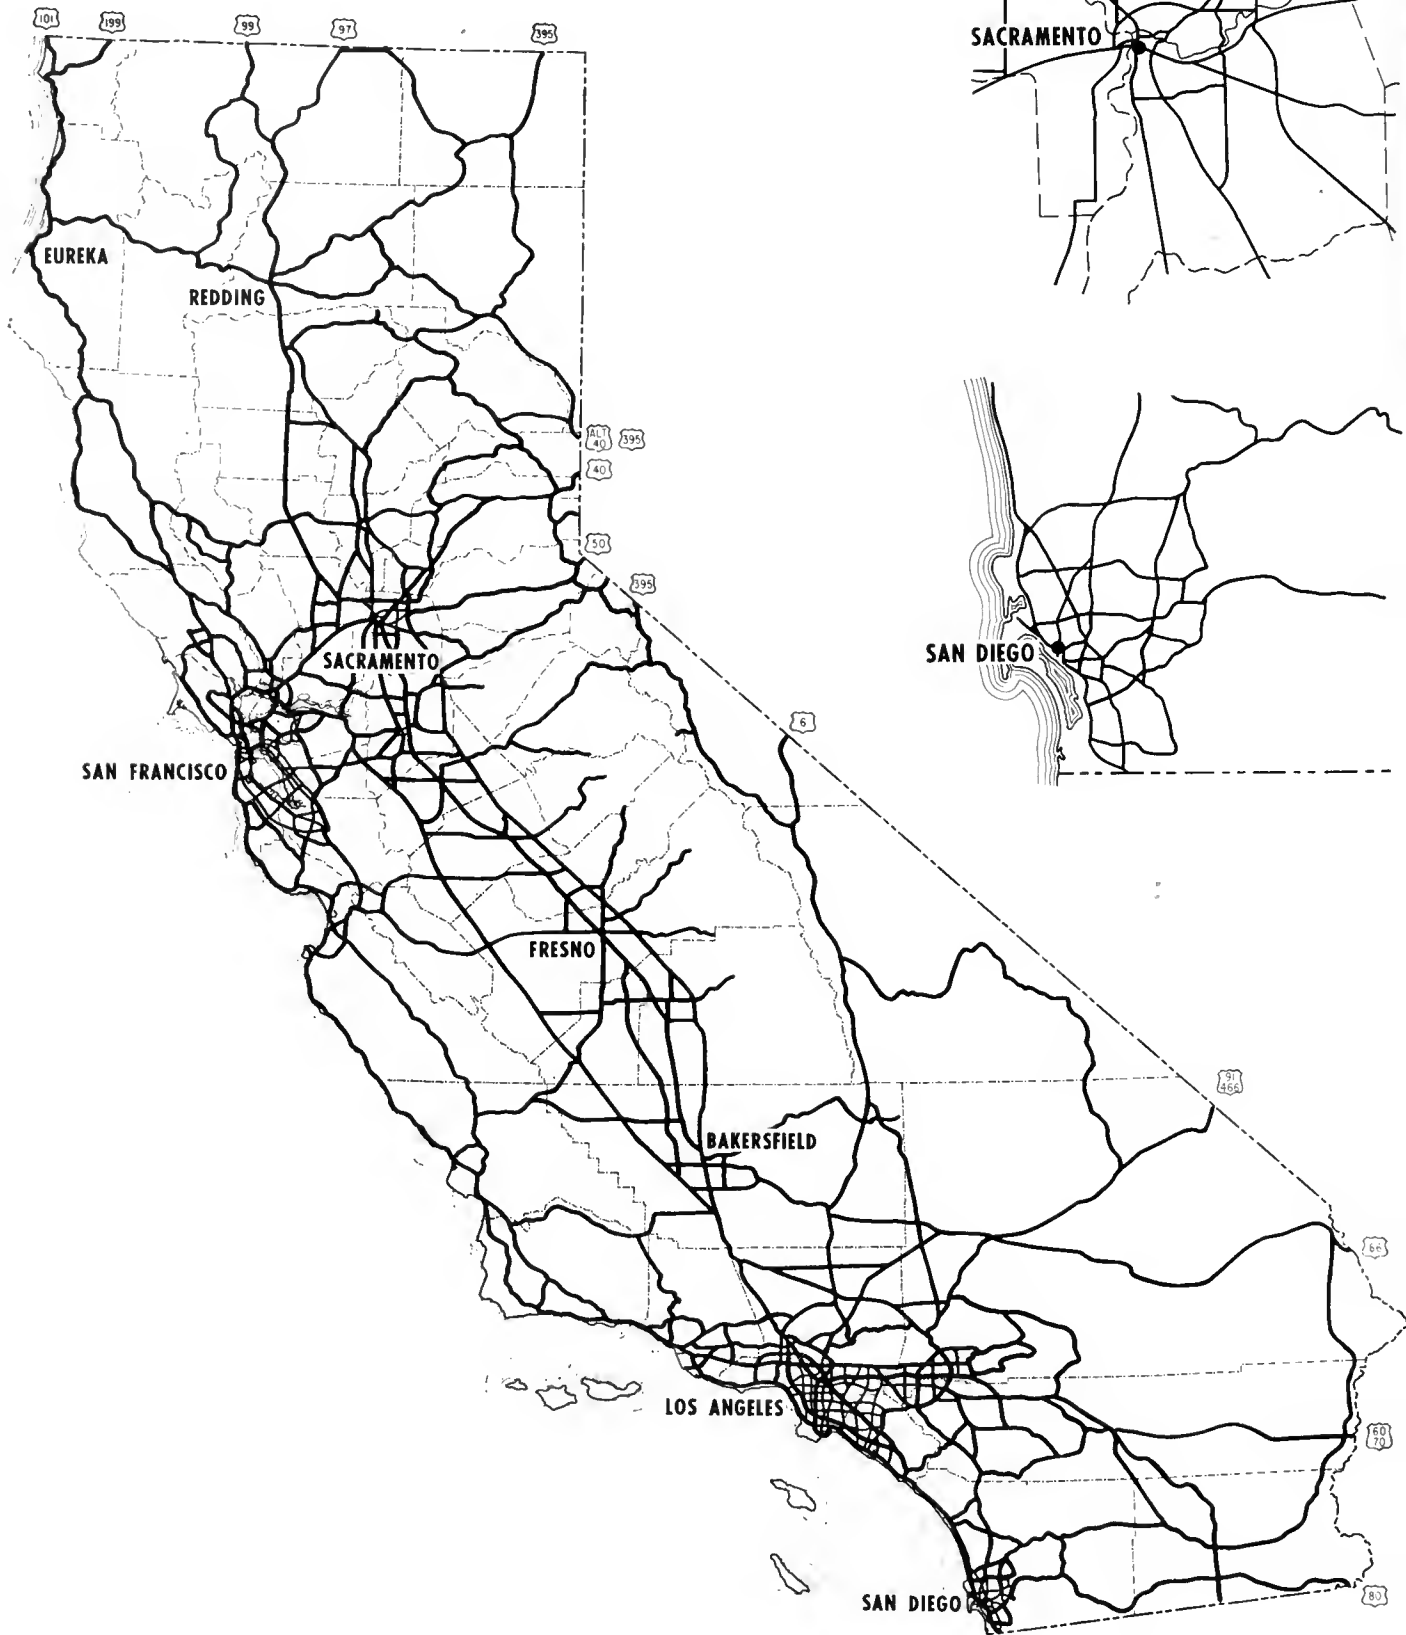 101
199
99
97
395
SACRAMENTO
EUREKA
REDDING
ALT
40
395
40
50
395
SACRAMENTO
SAN DIEGO
6
SAN FRANCISCO
FRESNO
91
466
BAKERSFIELD
66
LOS ANGELES
60
70
SAN DIEGO
80